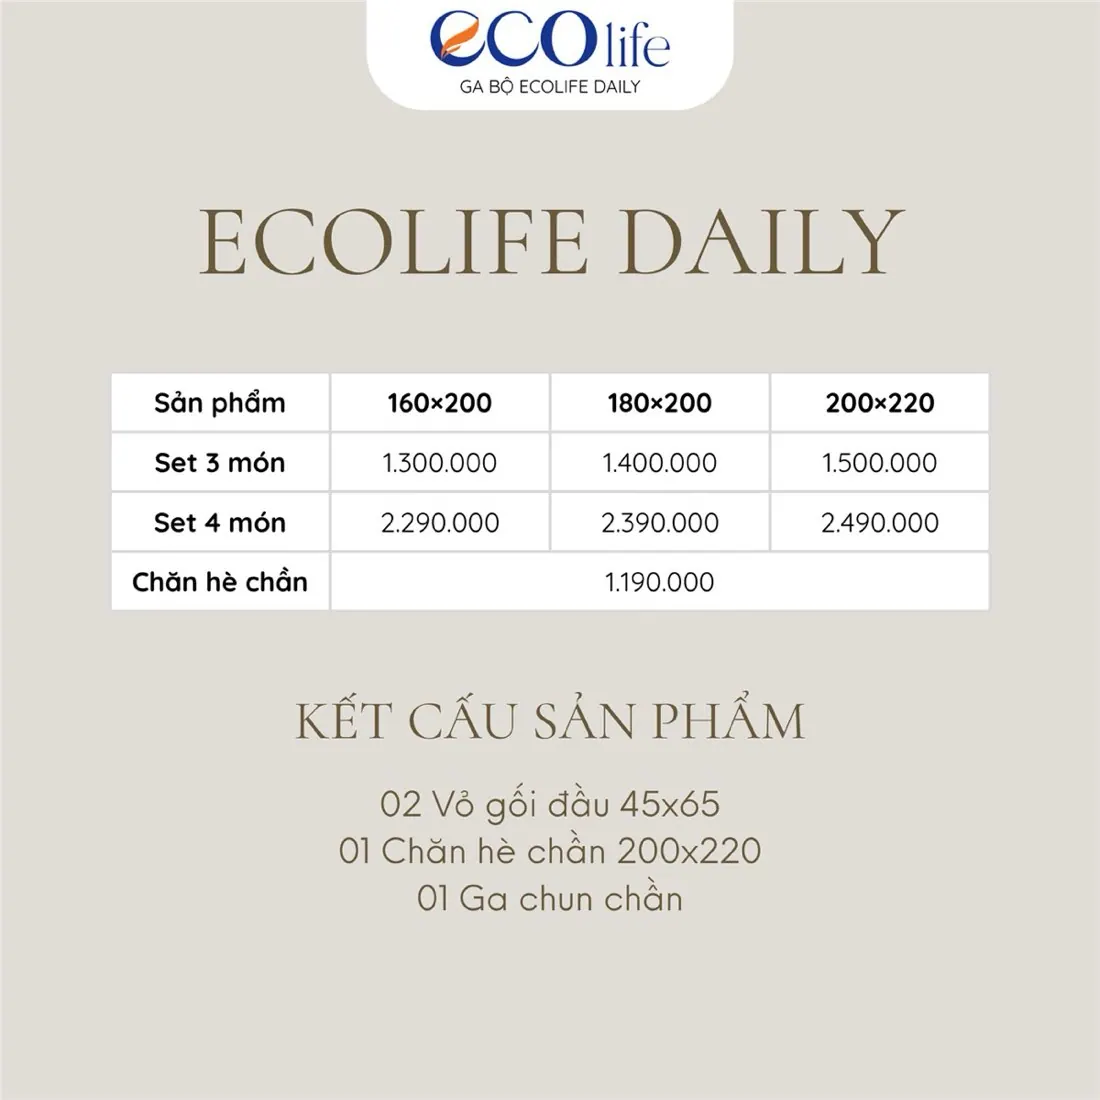 eCO life
GA BỘ ECOLIFE DAILY
ECOLIFE DAILY
Sản phẩm 160×200 180×200 200×220
Set 3 món 1.300.000 1.400.000 1.500.000
Set 4 món 2.290.000 2.390.000 2.490.000
Chăn hè chần 1.190.000
KẾT CẤU SẢN PHẨM
02 Vỏ gối đầu 45x65
01 Chăn hè chần 200x220
01 Ga chun chần